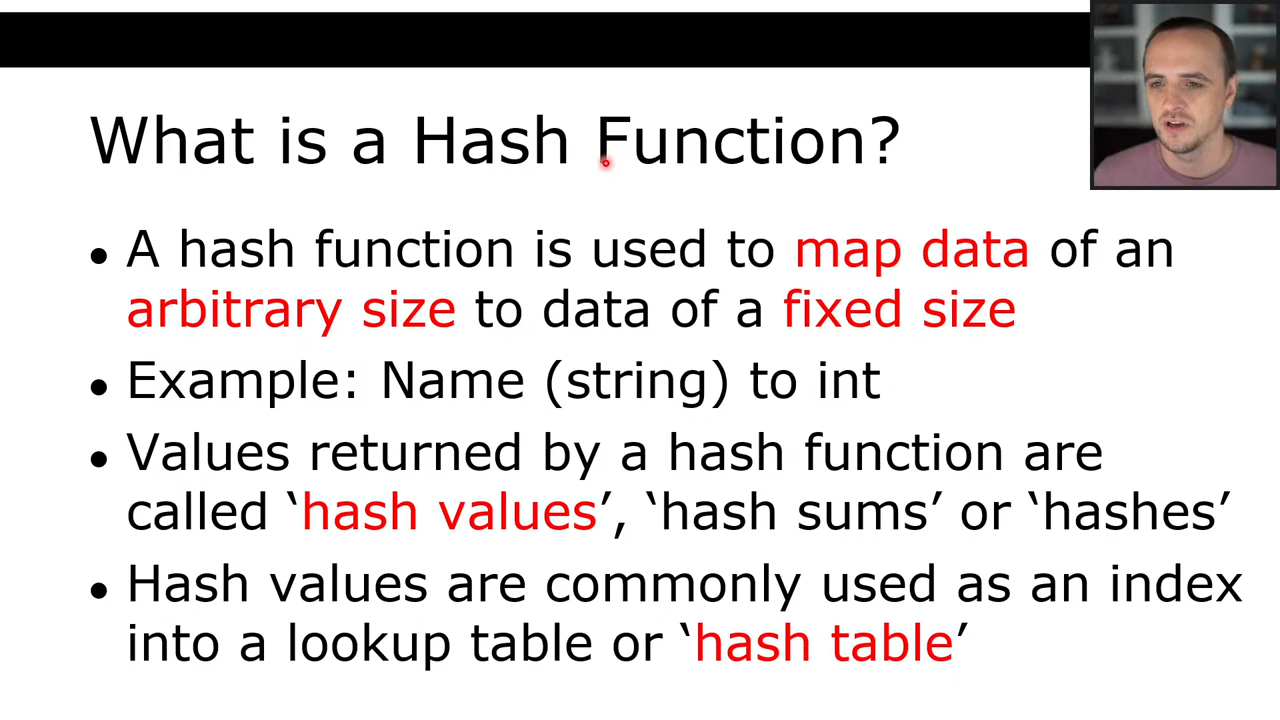 What is a Hash Function?
• A hash function is used to map data of an
arbitrary size to data of a fixed size
• Example: Name (string) to int
• Values returned by a hash function are
called ‘hash values’, ‘hash sums’ or ‘hashes’
• Hash values are commonly used as an index
into a lookup table or ‘hash table’